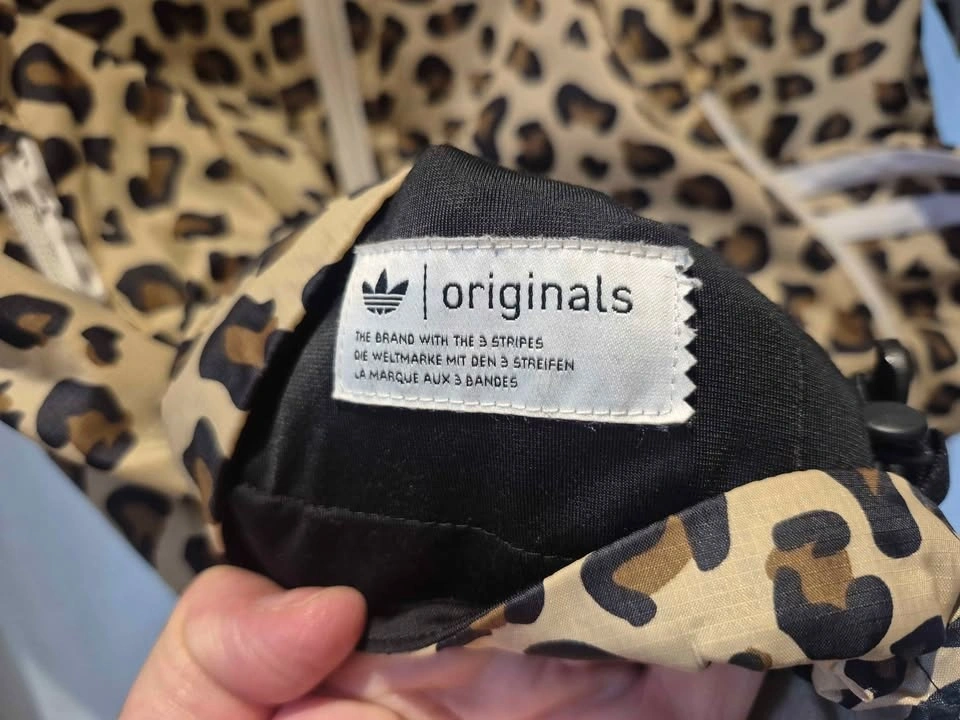 originals
THE BRAND WITH THE 3 STRIPES
DIE WELTMARKE MIT DEN 3 STREIFEN
LA MARQUE AUX 3 BANDES